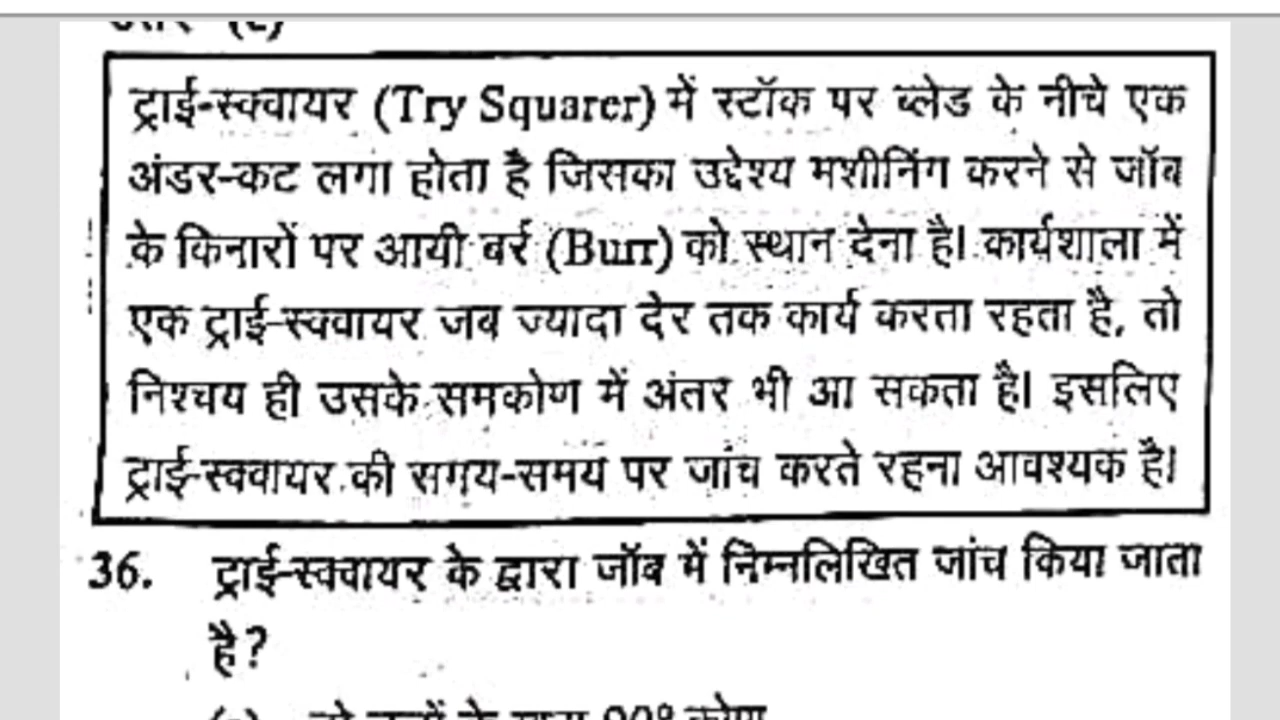 ट्राई-स्क्वायर (Try Squarer) में स्टॉक पर ब्लेड के नीचे एक
अंडर-कट लगा होता है जिसका उद्देश्य मशीनिंग करने से जॉब
के किनारों पर आयी बर्र (Burr) को स्थान देना है। कार्यशाला में
एक ट्राई-स्क्वायर जब ज्यादा देर तक कार्य करता रहता है, तो
निश्चय ही उसके समकोण में अंतर भी आ सकता है। इसलिए
ट्राई-स्क्वायर की समय-समय पर जांच करते रहना आवश्यक है।
36. ट्राई-स्क्वायर के द्वारा जॉब में निम्नलिखित जांच किया जाता
है?